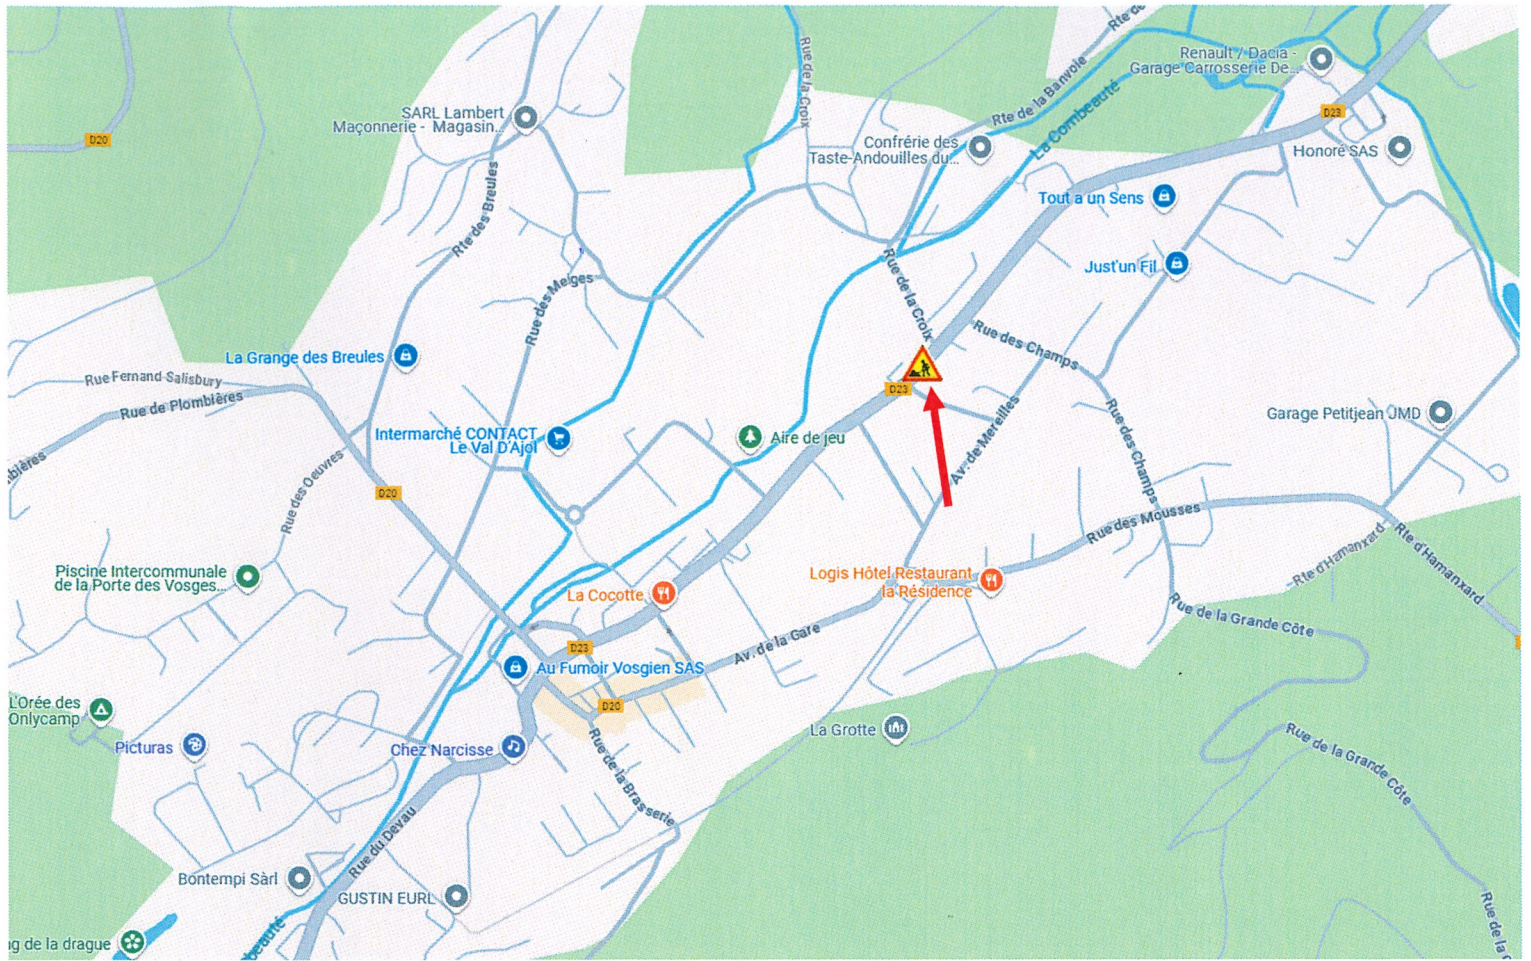 Rte de
Renault / Dacia -
Garage Carrosserie De...
Rue de la Croix
Rte de la Banvoie
La Combeauté
D23
SARL Lambert
Maçonnerie - Magasin...
D20
Confrérie des
Taste-Andouilles du...
Honoré SAS
Tout a un Sens
Rte des Breules
Just'un Fil
Rue des Meiges
Rue de la Croix
Rue des Champs
La Grange des Breules
Rue Fernand Salisbury
Rue de Plombières
D23
Garage Petitjean JMD
Intermarché CONTACT
Le Val D'Ajol
Aire de jeu
Av. de Mereilles
Rue des Champs
mbières
Rue des Oeuvres
D20
Rue des Mousses
Rte d'Hamanxard
Rte d'Hamanxard
Piscine Intercommunale
de la Porte des Vosges...
La Cocotte
Logis Hôtel Restaurant
la Résidence
Rue de la Grande Côte
D23
Av. de la Gare
Au Fumoir Vosgien SAS
D20
L'Orée des
Onlycamp
Picturas
Chez Narcisse
La Grotte
Rue de la Brasserie
Rue de la Grande Côte
Rue du Devau
Bontempi Sàrl
GUSTIN EURL
Rue de la G
ng de la drague
beauté